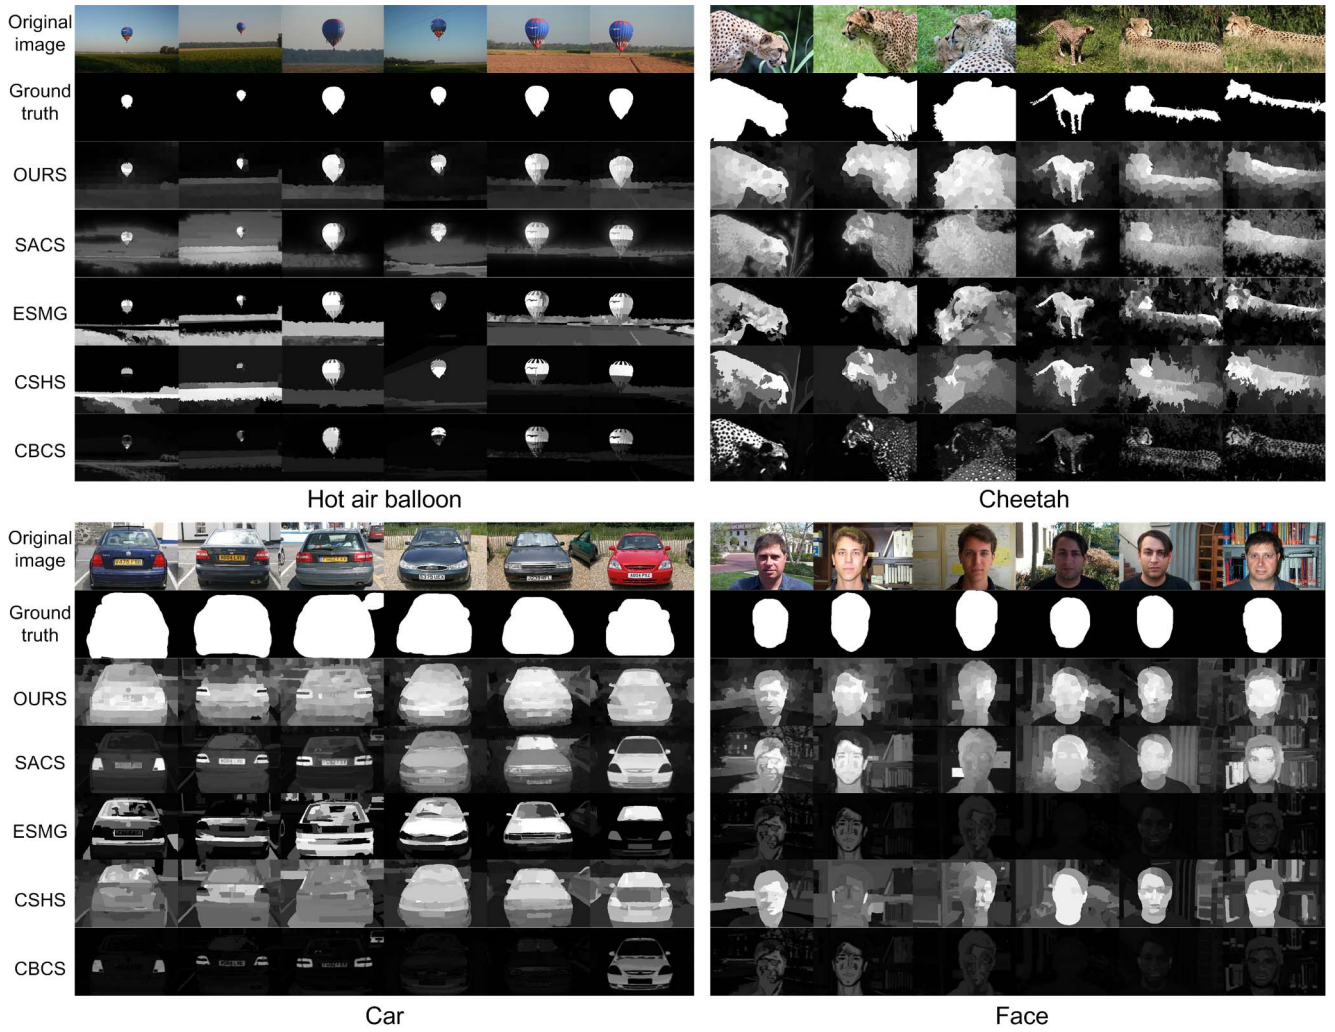 Original
image
Ground
truth
OURS
SACS
ESMG
CSHS
CBCS
Hot air balloon
Cheetah
Original
image
Ground
truth
OURS
SACS
ESMG
CSHS
CBCS
Car
Face